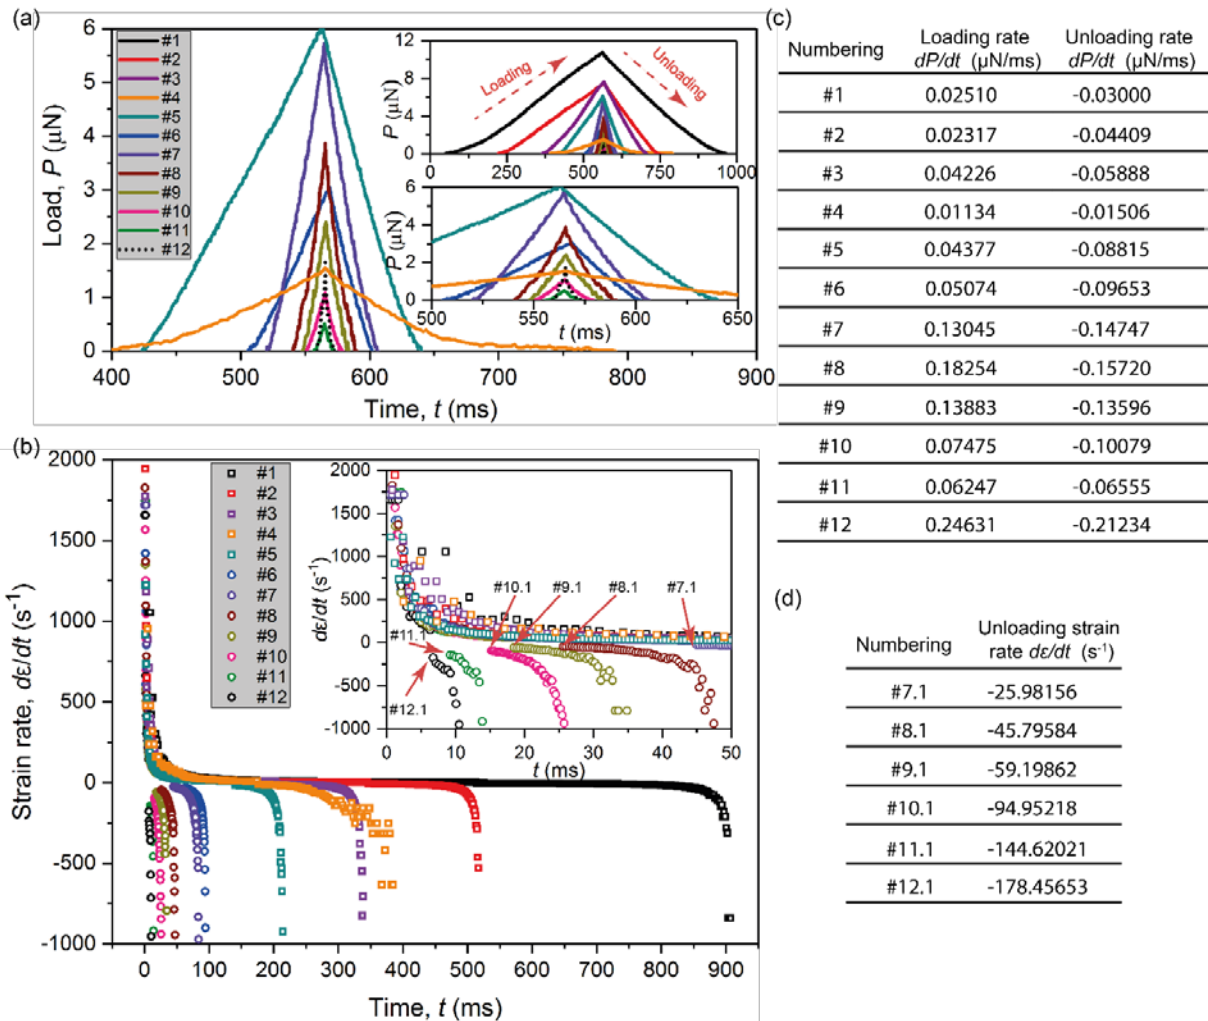 (a)
#1
#2
#3
#4
#5
#6
#7
#8
#9
#10
#11
#12
Load, P (μN)
6
5
4
3
2
1
0
400 500 600 700 800 900
Time, t (ms)
P (μN)
12
8
4
0
Loading
Unloading
0 250 500 750 1000
P (μN)
6
4
2
0
500 550 600 650
t (ms)
(b)
Strain rate, dε/dt (s-1)
2000
1500
1000
500
0
-500
-1000
#1
#2
#3
#4
#5
#6
#7
#8
#9
#10
#11
#12
0 100 200 300 400 500 600 700 800 900
Time, t (ms)
dε/dt (s-1)
2000
1500
1000
500
0
-500
-1000
#10.1 #9.1 #8.1 #7.1
#11.1
#12.1
0 10 20 30 40 50
t (ms)
(c)
Numbering Loading rate dP/dt (μN/ms) Unloading rate dP/dt (μN/ms)
#1 0.02510 -0.03000
#2 0.02317 -0.04409
#3 0.04226 -0.05888
#4 0.01134 -0.01506
#5 0.04377 -0.08815
#6 0.05074 -0.09653
#7 0.13045 -0.14747
#8 0.18254 -0.15720
#9 0.13883 -0.13596
#10 0.07475 -0.10079
#11 0.06247 -0.06555
#12 0.24631 -0.21234
(d)
Numbering Unloading strain rate dε/dt (s-1)
#7.1 -25.98156
#8.1 -45.79584
#9.1 -59.19862
#10.1 -94.95218
#11.1 -144.62021
#12.1 -178.45653